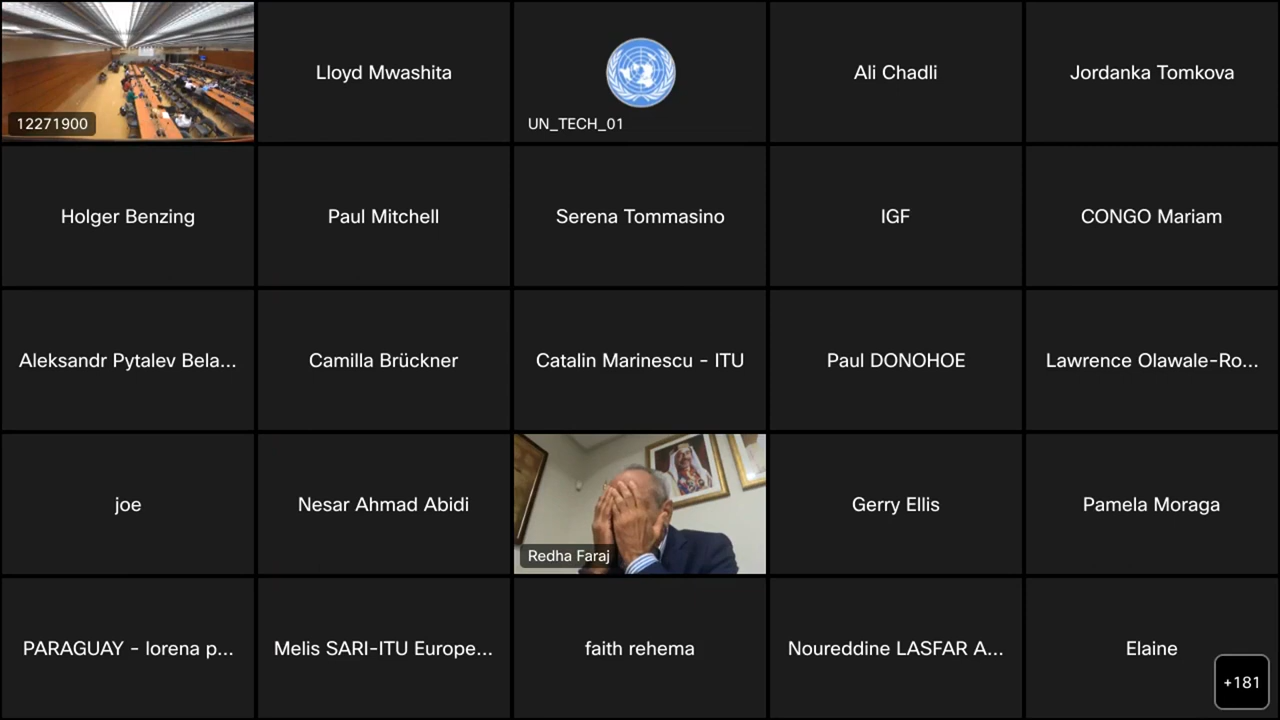 12271900
Lloyd Mwashita
UN_TECH_01
Ali Chadli
Jordanka Tomkova
Holger Benzing
Paul Mitchell
Serena Tommasino
IGF
CONGO Mariam
Aleksandr Pytalev Bela...
Camilla Brückner
Catalin Marinescu - ITU
Paul DONOHOE
Lawrence Olawale-Ro...
joe
Nesar Ahmad Abidi
Redha Faraj
Gerry Ellis
Pamela Moraga
PARAGUAY - lorena p...
Melis SARI-ITU Europe...
faith rehema
Noureddine LASFAR A...
Elaine
+181